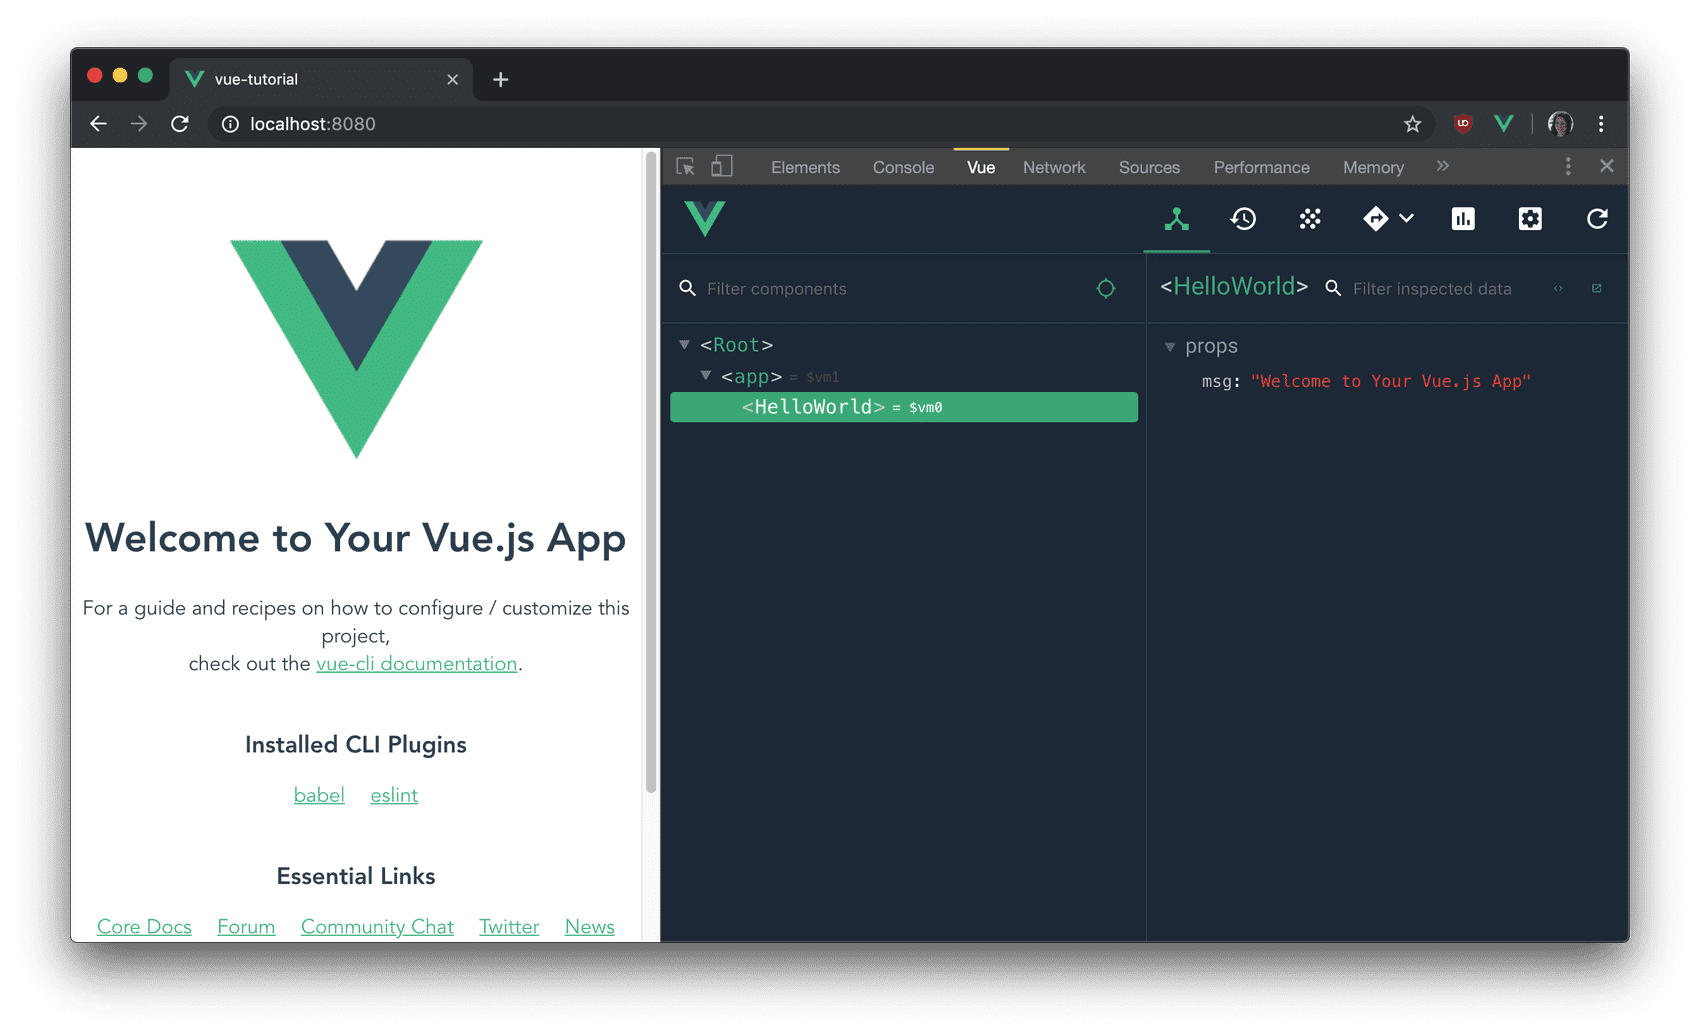 vue-tutorial
localhost:8080
Elements Console Vue Network Sources Performance Memory
Filter components
<HelloWorld> Filter inspected data
<Root>
<app> = $vm1
<HelloWorld> = $vm0
props
msg: "Welcome to Your Vue.js App"
Welcome to Your Vue.js App
For a guide and recipes on how to configure / customize this
project,
check out the vue-cli documentation.
Installed CLI Plugins
babel eslint
Essential Links
Core Docs Forum Community Chat Twitter News